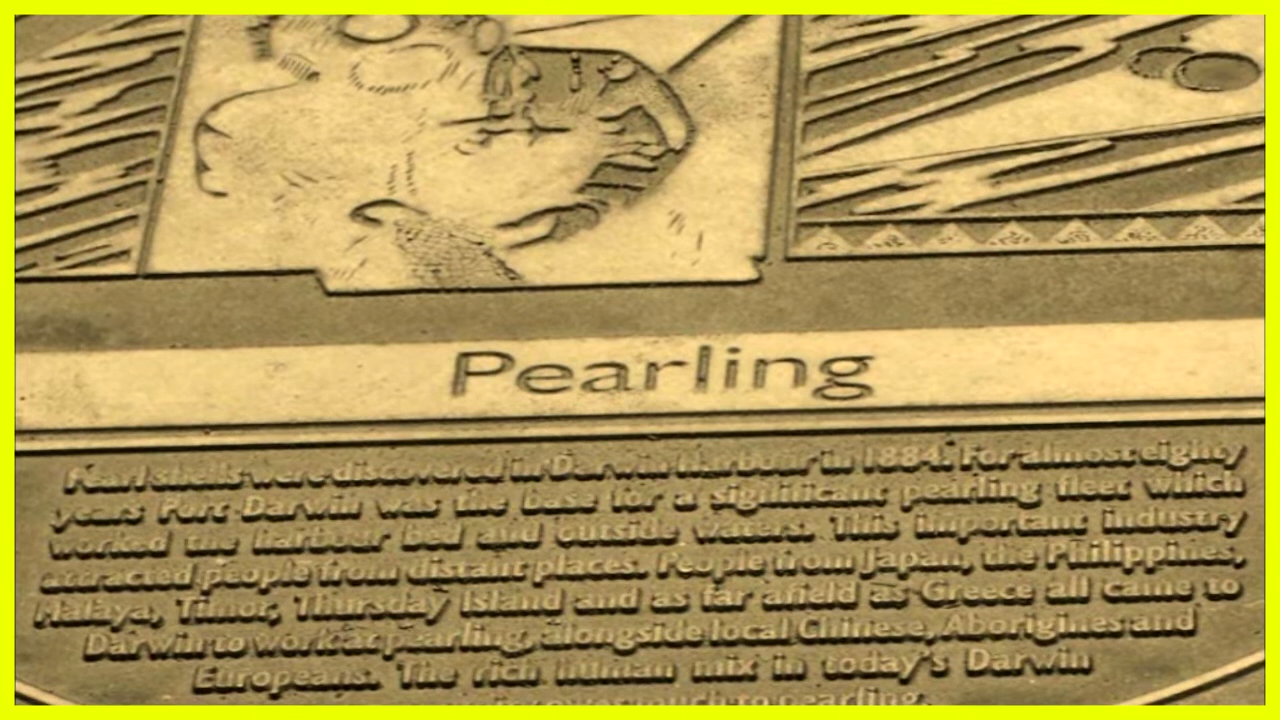 Pearling
Pearl shells were discovered in Darwin Harbour in 1884. For almost eighty
years Port Darwin was the base for a significant pearling fleet which
worked the harbour bed and outside waters. This important industry
attracted people from distant places. People from Japan, the Philippines,
Malaya, Timor, Thursday Island and as far afield as Greece all came to
Darwin to work at pearling, alongside local Chinese, Aborigines and
Europeans. The rich human mix in today's Darwin
much to pearling.